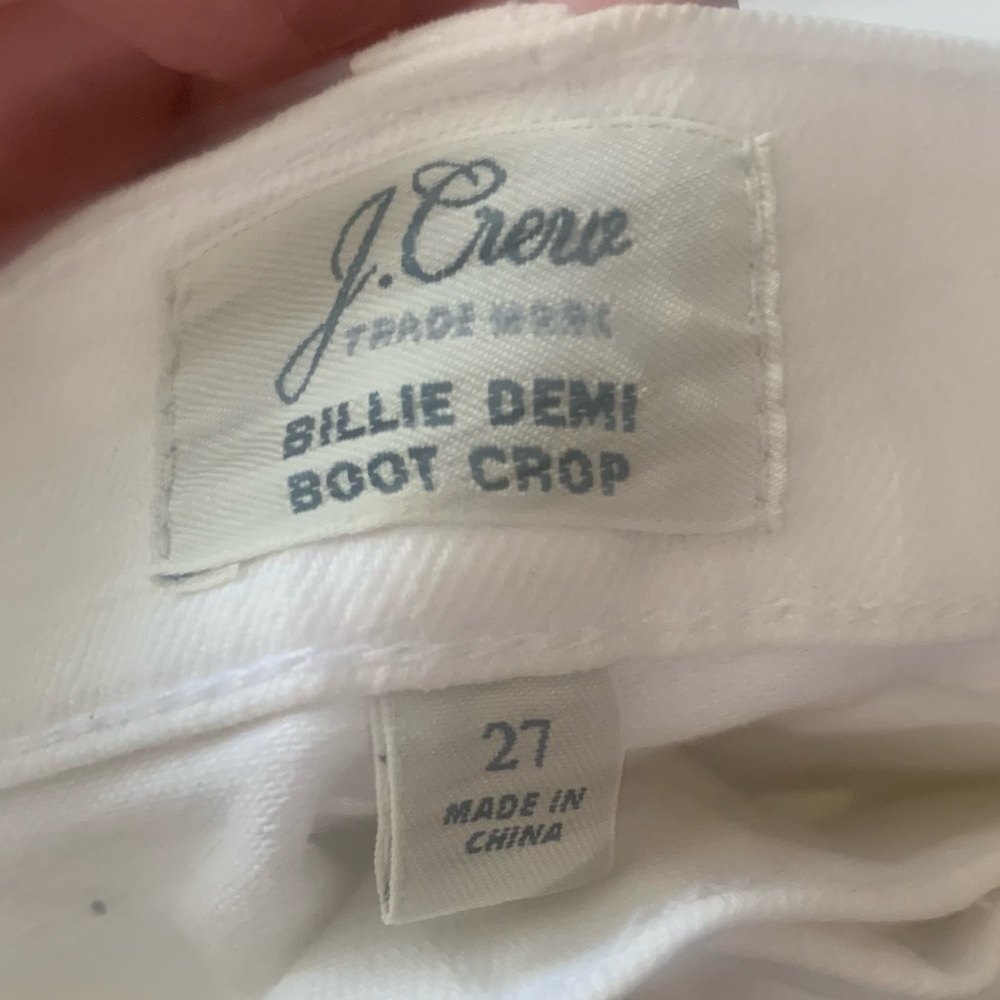 J.Crew
TRADE MARK
BILLIE DEMI
BOOT CROP
27
MADE IN
CHINA